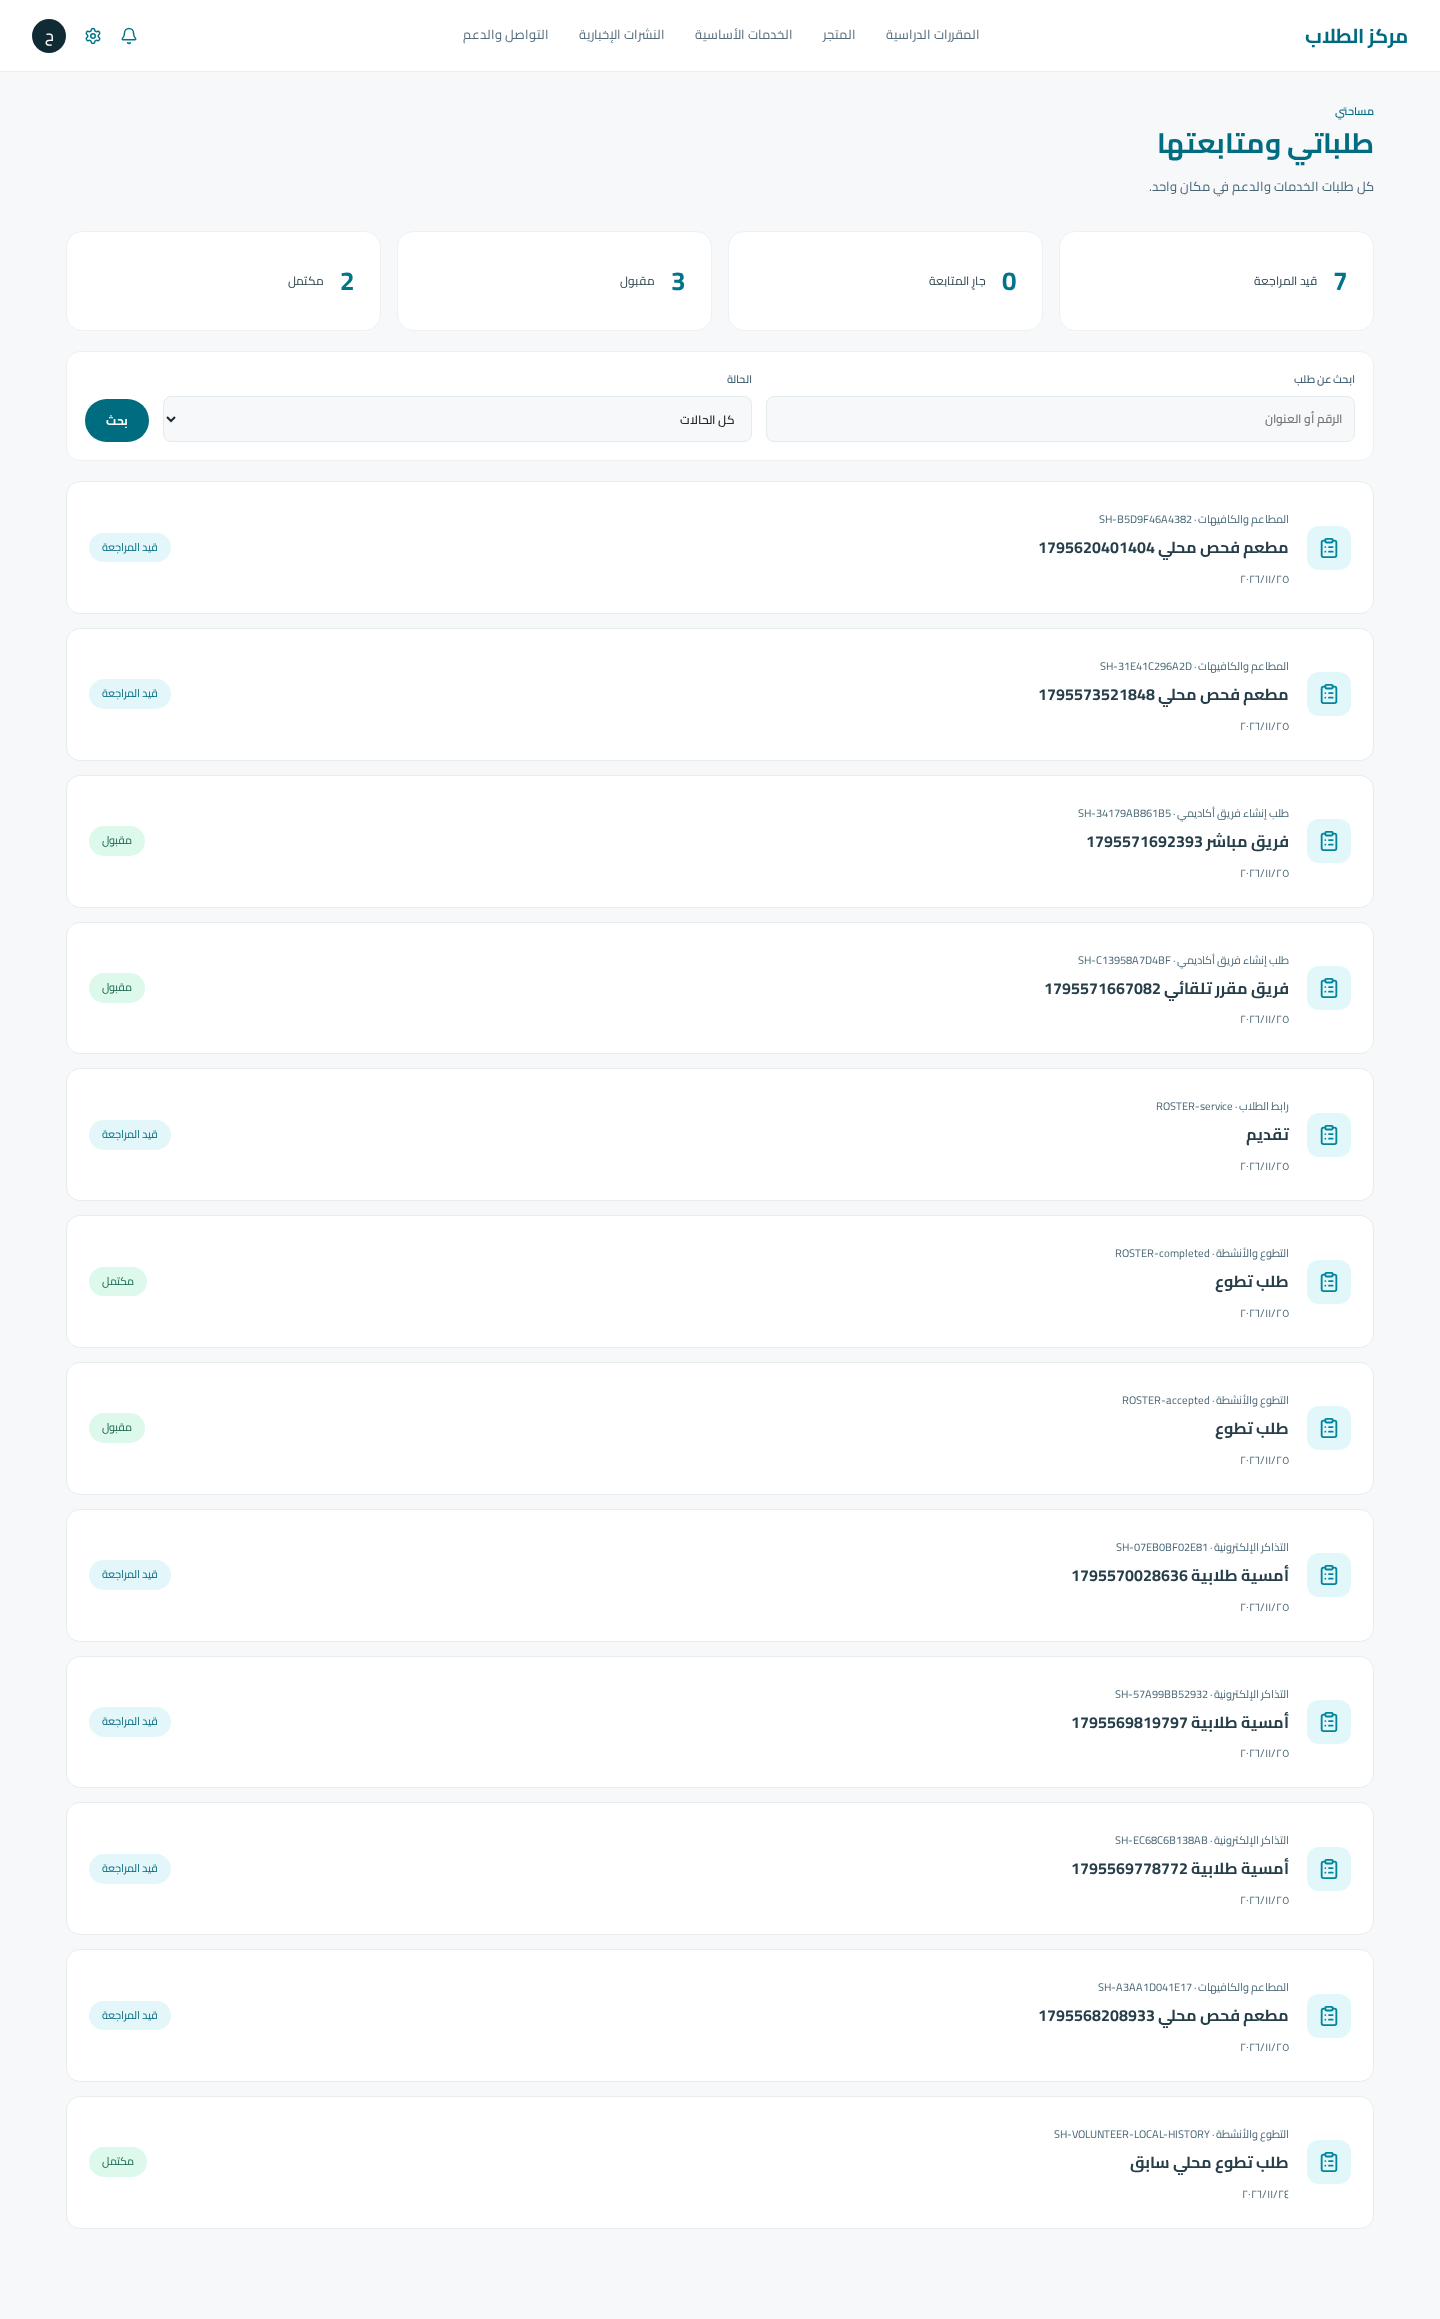 مركز الطلاب
المقررات الدراسية
المتجر
الخدمات الأساسية
النشرات الإخبارية
التواصل والدعم
ح
مساحتي
طلباتي ومتابعتها
كل طلبات الخدمات والدعم في مكان واحد.
7 قيد المراجعة
0 جارٍ المتابعة
3 مقبول
2 مكتمل
ابحث عن طلب
الحالة
الرقم أو العنوان
كل الحالات
بحث
المطاعم والكافيهات · SH-B5D9F46A4382
مطعم فحص محلي 1795620401404
٢٠٢٦/١١/٢٥
قيد المراجعة
المطاعم والكافيهات · SH-31E41C296A2D
مطعم فحص محلي 1795573521848
٢٠٢٦/١١/٢٥
قيد المراجعة
طلب إنشاء فريق أكاديمي · SH-34179AB861B5
فريق مباشر 1795571692393
٢٠٢٦/١١/٢٥
مقبول
طلب إنشاء فريق أكاديمي · SH-C13958A7D4BF
فريق مقرر تلقائي 1795571667082
٢٠٢٦/١١/٢٥
مقبول
رابط الطلاب · ROSTER-service
تقديم
٢٠٢٦/١١/٢٥
قيد المراجعة
التطوع والأنشطة · ROSTER-completed
طلب تطوع
٢٠٢٦/١١/٢٥
مكتمل
التطوع والأنشطة · ROSTER-accepted
طلب تطوع
٢٠٢٦/١١/٢٥
مقبول
التذاكر الإلكترونية · SH-07EB0BF02E81
أمسية طلابية 1795570028636
٢٠٢٦/١١/٢٥
قيد المراجعة
التذاكر الإلكترونية · SH-57A99BB52932
أمسية طلابية 1795569819797
٢٠٢٦/١١/٢٥
قيد المراجعة
التذاكر الإلكترونية · SH-EC68C6B138AB
أمسية طلابية 1795569778772
٢٠٢٦/١١/٢٥
قيد المراجعة
المطاعم والكافيهات · SH-A3AA1D041E17
مطعم فحص محلي 1795568208933
٢٠٢٦/١١/٢٥
قيد المراجعة
التطوع والأنشطة · SH-VOLUNTEER-LOCAL-HISTORY
طلب تطوع محلي سابق
٢٠٢٦/١١/٢٤
مكتمل